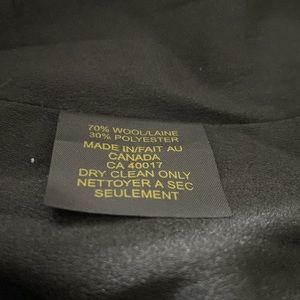 70% WOOL/LAINE
30% POLYESTER
MADE IN/FAIT AU
CANADA
CA 40017
DRY CLEAN ONLY
NETTOYER A SEC
SEULEMENT